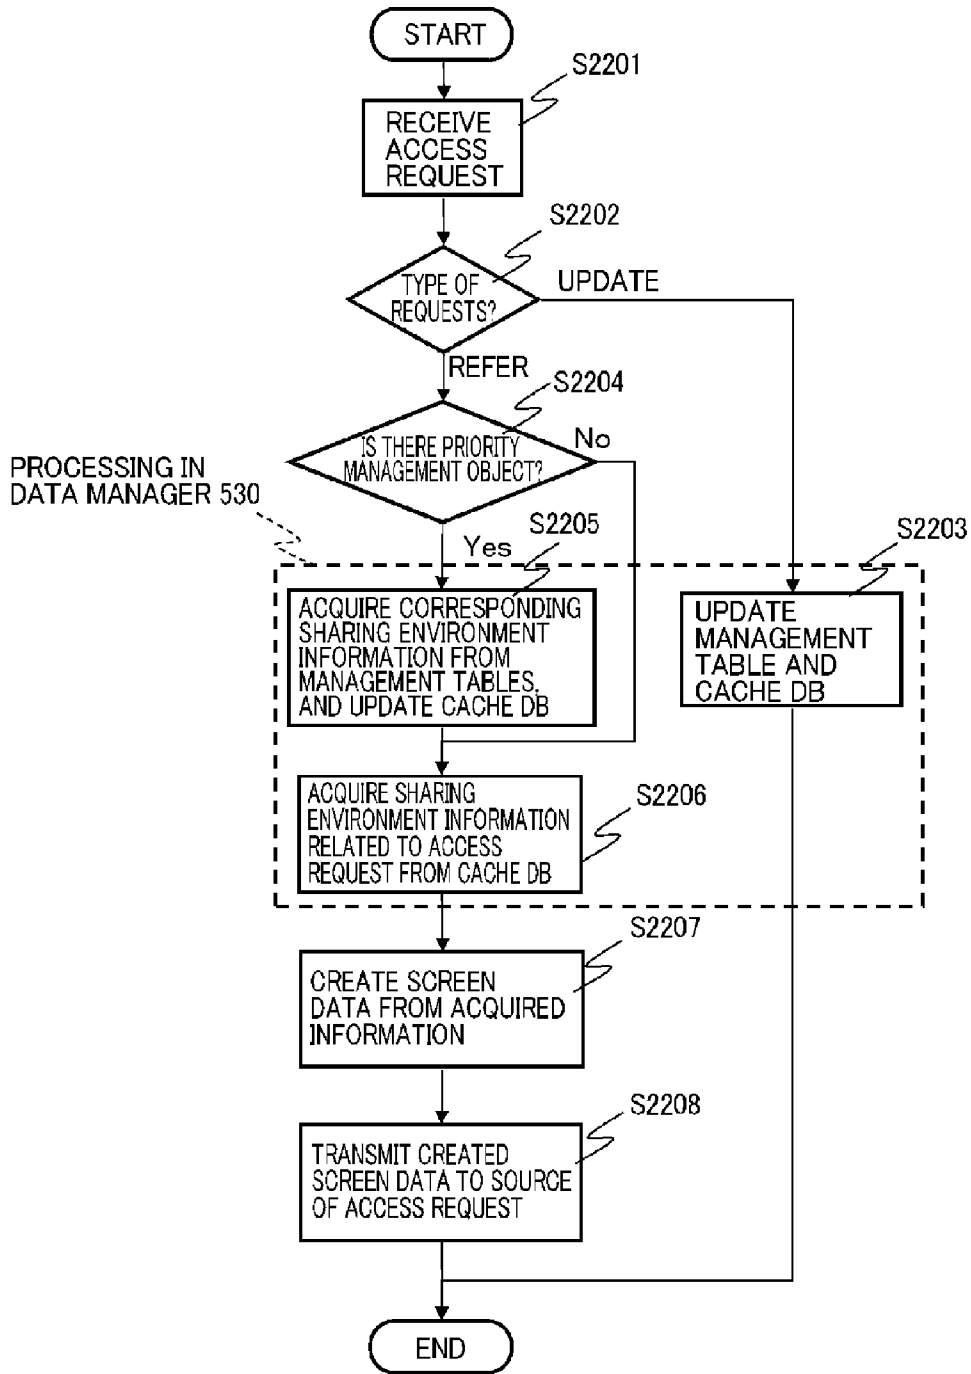 START
S2201
RECEIVE
ACCESS
REQUEST
S2202
TYPE OF
REQUESTS?
UPDATE
REFER
S2204
IS THERE PRIORITY
MANAGEMENT OBJECT?
No
PROCESSING IN
DATA MANAGER 530
Yes
S2205
S2203
ACQUIRE CORRESPONDING
SHARING ENVIRONMENT
INFORMATION FROM
MANAGEMENT TABLES,
AND UPDATE CACHE DB
UPDATE
MANAGEMENT
TABLE AND
CACHE DB
S2206
ACQUIRE SHARING
ENVIRONMENT INFORMATION
RELATED TO ACCESS
REQUEST FROM CACHE DB
S2207
CREATE SCREEN
DATA FROM ACQUIRED
INFORMATION
S2208
TRANSMIT CREATED
SCREEN DATA TO SOURCE
OF ACCESS REQUEST
END